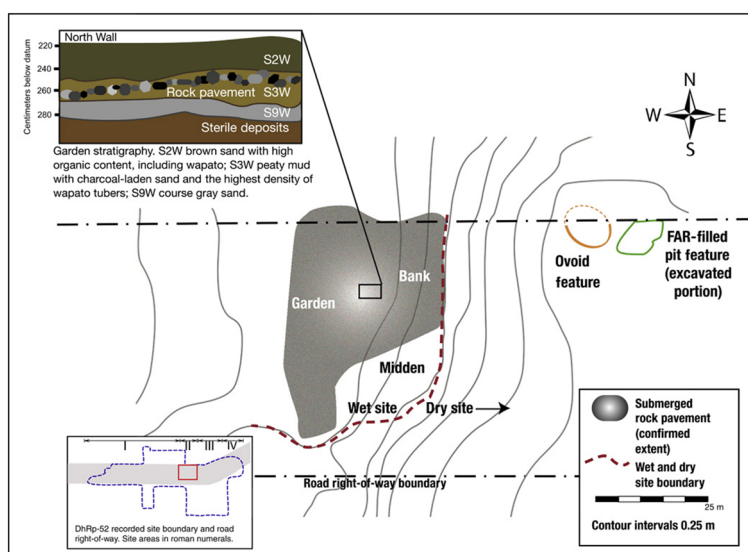 North Wall
220
240
260
280
Centimeters below datum
S2W
Rock pavement
S3W
S9W
Sterile deposits
Garden stratigraphy. S2W brown sand with high
organic content, including wapato; S3W peaty mud
with charcoal-laden sand and the highest density of
wapato tubers; S9W course gray sand.
N
W E
S
Garden
Bank
Ovoid
feature
FAR-filled
pit feature
(excavated
portion)
Midden
Wet site
Dry site
Road right-of-way boundary
I II III IV
DhRp-52 recorded site boundary and road
right-of-way. Site areas in roman numerals.
Submerged
rock pavement
(confirmed
extent)
Wet and dry
site boundary
25 m
Contour intervals 0.25 m